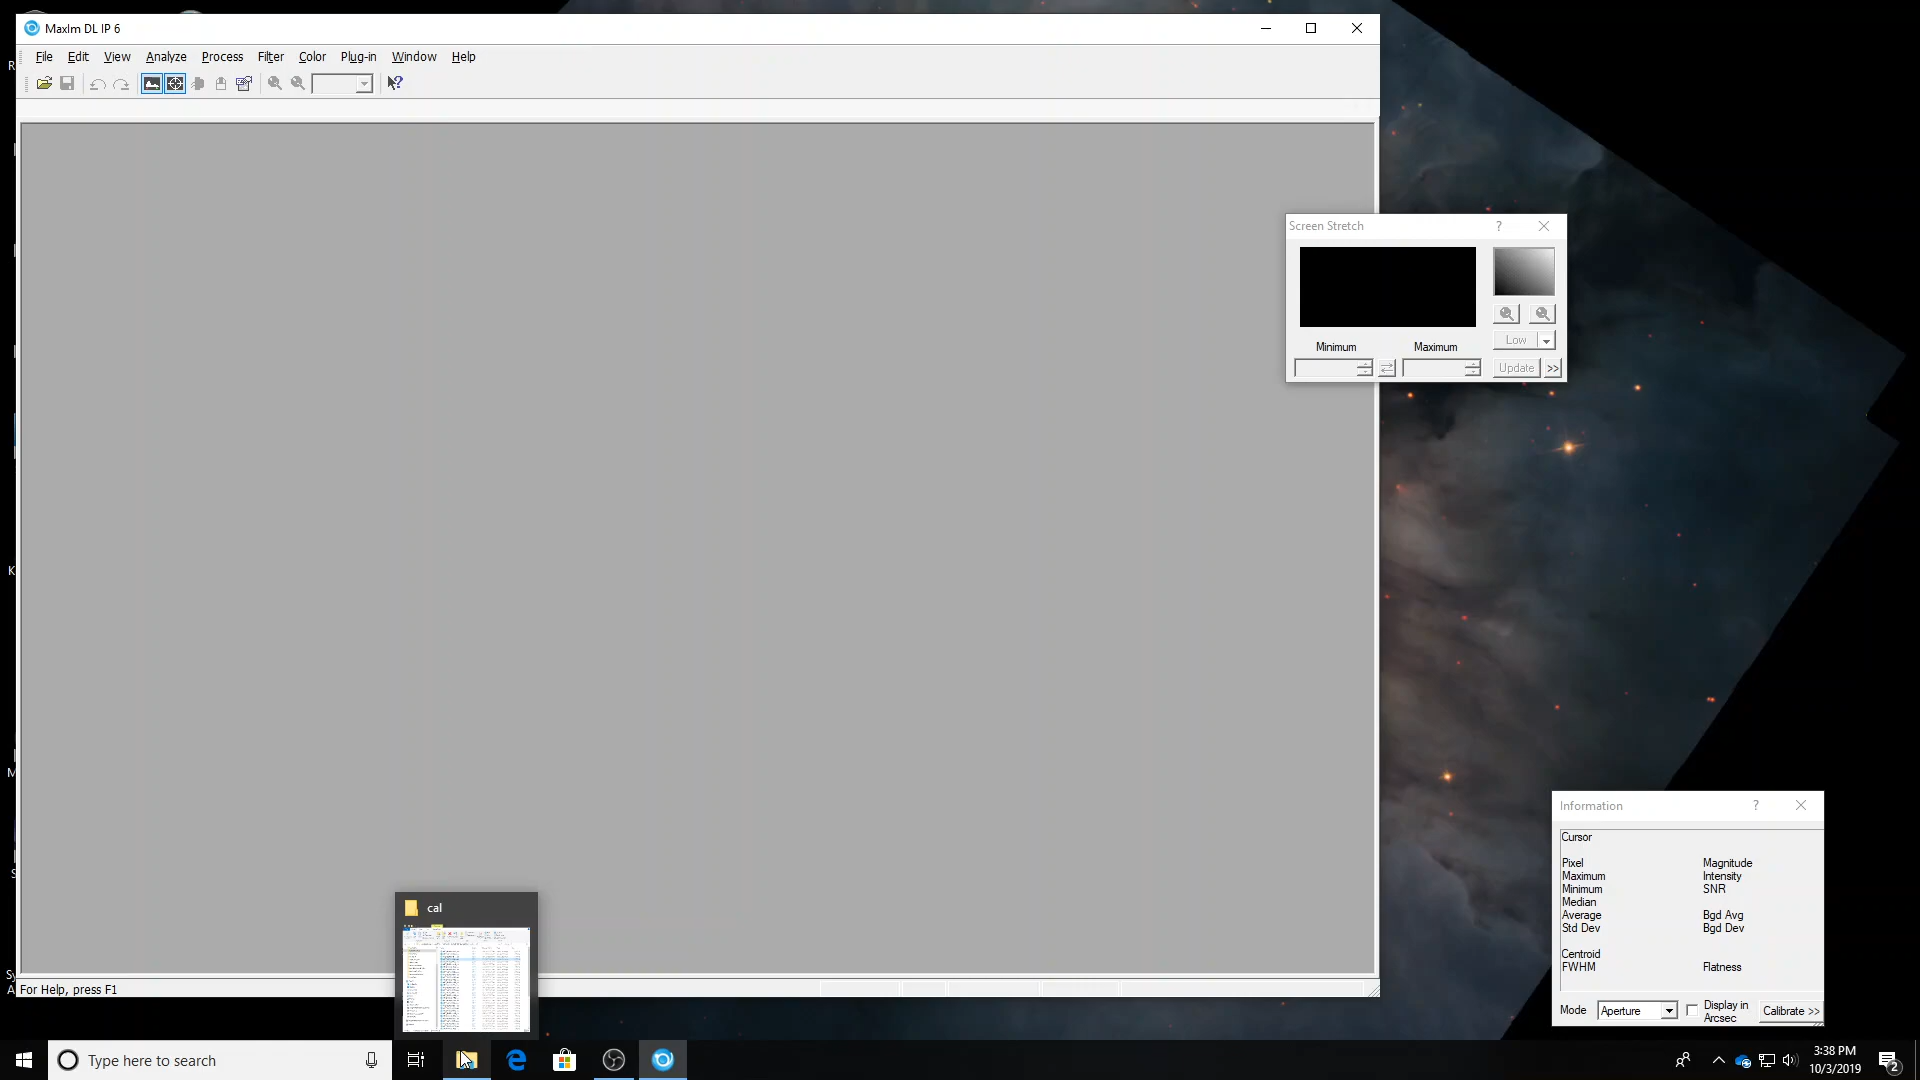 MaxIm DL IP 6
File Edit View Analyze Process Filter Color Plug-in Window Help
Screen Stretch ?
Minimum Maximum
Low
Update >>
Information ?
Cursor
Pixel Magnitude
Maximum Intensity
Minimum SNR
Median
Average Bgd Avg
Std Dev Bgd Dev
Centroid
FWHM Flatness
Mode Aperture Display in Arcsec Calibrate >>
cal
For Help, press F1
Type here to search
3:38 PM
10/3/2019
2